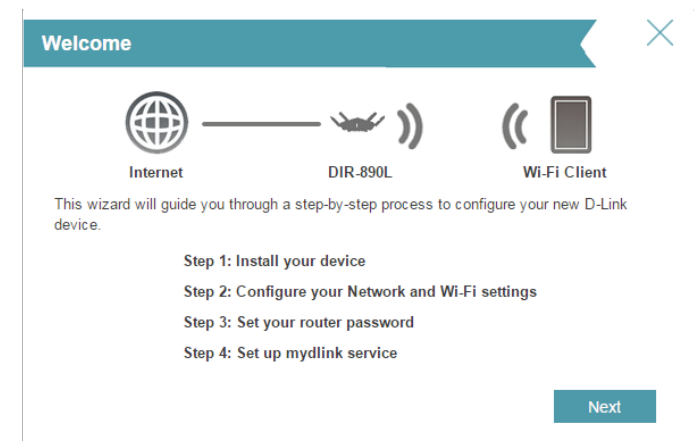 Welcome
Internet
DIR-890L
Wi-Fi Client
This wizard will guide you through a step-by-step process to configure your new D-Link
device.
Step 1: Install your device
Step 2: Configure your Network and Wi-Fi settings
Step 3: Set your router password
Step 4: Set up mydlink service
Next